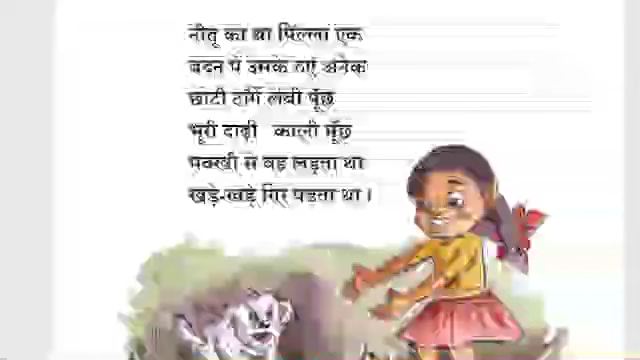 नीतू का था पिल्ला एक
बदन पे उसके रुएँ अनेक
छोटी टाँगें लंबी पूँछ
भूरी दाढ़ी काली मूँछ
मक्खी से वह लड़ता था
खड़े-खड़े गिर पड़ता था।